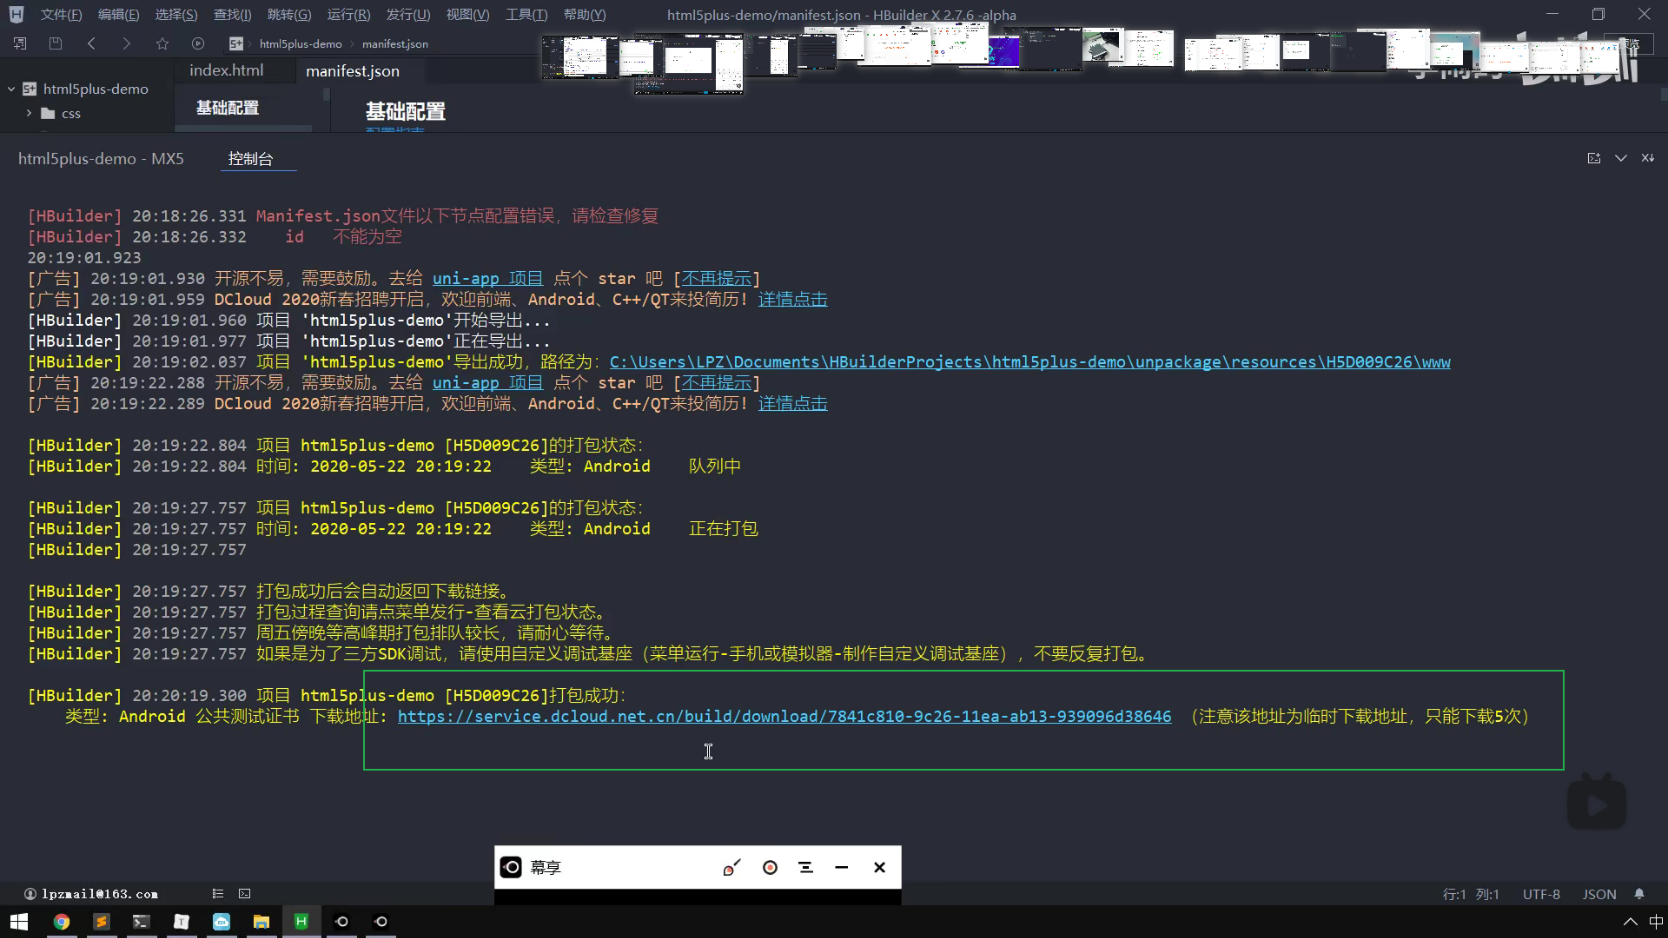 文件(F) 编辑(E) 选择(S) 查找(I) 跳转(G) 运行(R) 发行(U) 视图(V) 工具(T) 帮助(Y) html5plus-demo/manifest.json - HBuilder X 2.7.6 -alpha
html5plus-demo manifest.json
html5plus-demo index.html manifest.json
css 基础配置 基础配置
html5plus-demo - MX5 控制台
[HBuilder] 20:18:26.331 Manifest.json文件以下节点配置错误，请检查修复
[HBuilder] 20:18:26.332 id 不能为空
20:19:01.923
[广告] 20:19:01.930 开源不易，需要鼓励。去给 uni-app 项目 点个 star 吧 [不再提示]
[广告] 20:19:01.959 DCloud 2020新春招聘开启，欢迎前端、Android、C++/QT来投简历！详情点击
[HBuilder] 20:19:01.960 项目 'html5plus-demo'开始导出...
[HBuilder] 20:19:01.977 项目 'html5plus-demo'正在导出...
[HBuilder] 20:19:02.037 项目 'html5plus-demo'导出成功，路径为：C:\Users\LPZ\Documents\HBuilderProjects\html5plus-demo\unpackage\resources\H5D009C26\www
[广告] 20:19:22.288 开源不易，需要鼓励。去给 uni-app 项目 点个 star 吧 [不再提示]
[广告] 20:19:22.289 DCloud 2020新春招聘开启，欢迎前端、Android、C++/QT来投简历！详情点击
[HBuilder] 20:19:22.804 项目 html5plus-demo [H5D009C26]的打包状态：
[HBuilder] 20:19:22.804 时间: 2020-05-22 20:19:22 类型: Android 队列中
[HBuilder] 20:19:27.757 项目 html5plus-demo [H5D009C26]的打包状态：
[HBuilder] 20:19:27.757 时间: 2020-05-22 20:19:22 类型: Android 正在打包
[HBuilder] 20:19:27.757
[HBuilder] 20:19:27.757 打包成功后会自动返回下载链接。
[HBuilder] 20:19:27.757 打包过程查询请点菜单发行-查看云打包状态。
[HBuilder] 20:19:27.757 周五傍晚等高峰期打包排队较长，请耐心等待。
[HBuilder] 20:19:27.757 如果是为了三方SDK调试，请使用自定义调试基座（菜单运行-手机或模拟器-制作自定义调试基座），不要反复打包。
[HBuilder] 20:20:19.300 项目 html5plus-demo [H5D009C26]打包成功：
类型: Android 公共测试证书 下载地址: https://service.dcloud.net.cn/build/download/7841c810-9c26-11ea-ab13-939096d38646 （注意该地址为临时下载地址，只能下载5次）
幕享
lpzmail@163.com 行:1 列:1 UTF-8 JSON
中